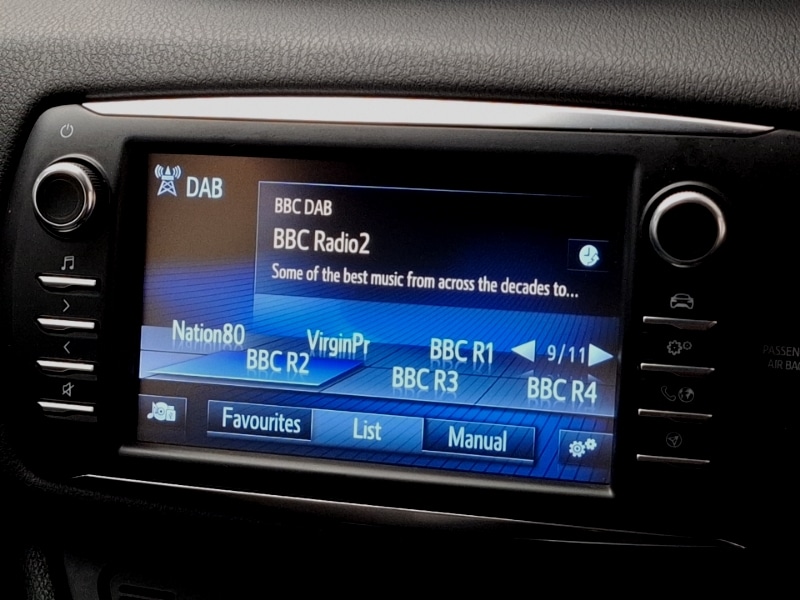 DAB
BBC DAB
BBC Radio2
Some of the best music from across the decades to...
Nation80 VirginPr BBC R1 9/11
BBC R2 BBC R3 BBC R4
Favourites List Manual
PASSEN
AIR BAG